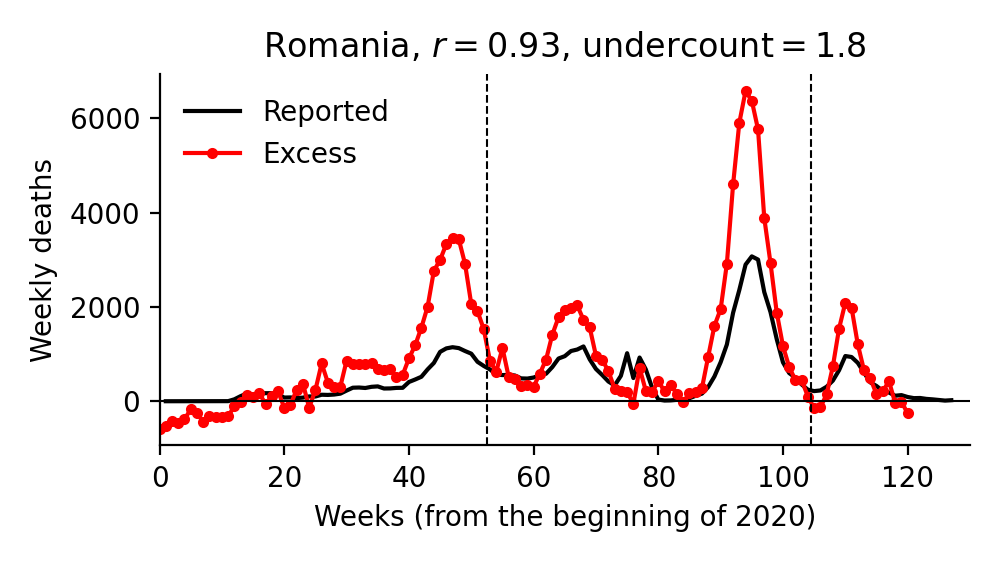 Romania, r = 0.93, undercount = 1.8
Reported
Excess
Weekly deaths
6000
4000
2000
0
0 20 40 60 80 100 120
Weeks (from the beginning of 2020)